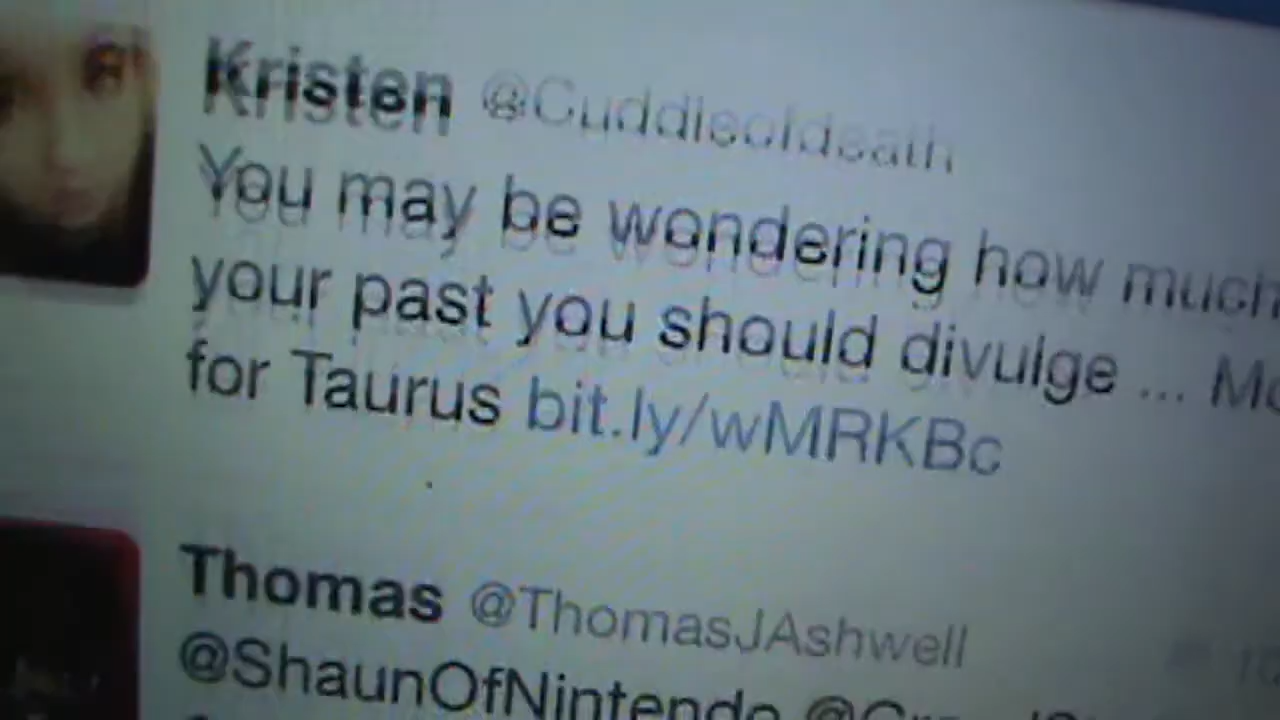 Kristen @Cuddleofdeath
You may be wondering how much
your past you should divulge ...
for Taurus bit.ly/wMRKBc
Thomas @ThomasJAshwell
@ShaunOfNintendo